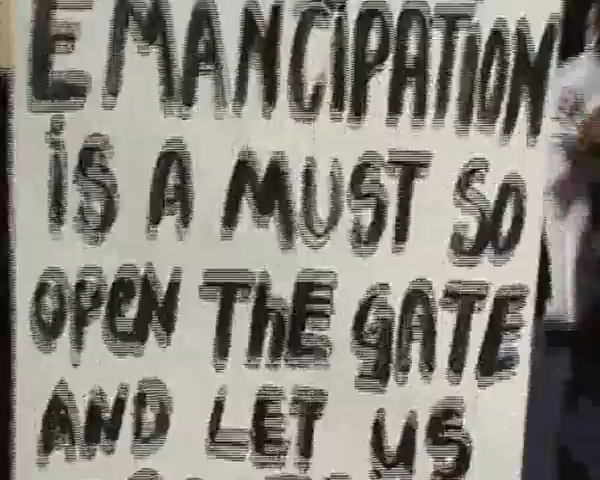 EMANCIPATION
iS A MUST SO
OPEN ThE gATE
AND LET US